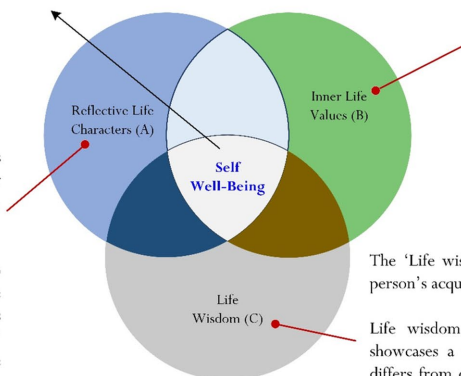 Reflective Life
Characters (A)
Inner Life
Values (B)
Self
Well-Being
Life
Wisdom (C)
The ‘Life wis
person’s acqu
Life wisdom
showcases a
differs from